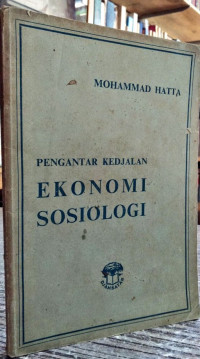 MOHAMMAD HATTA
PENGANTAR KEDJALAN
EKONOMI
SOSIOLOGI